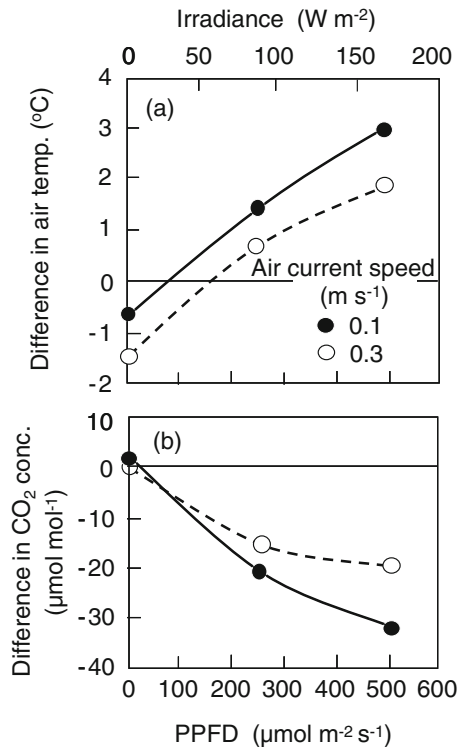 Irradiance (W m-2)
0 50 100 150 200
4
3
2
1
0
-1
-2
Difference in air temp. (oC)
(a)
Air current speed
(m s-1)
0.1
0.3
10
0
-10
-20
-30
-40
Difference in CO2 conc.
(µmol mol-1)
(b)
0 100 200 300 400 500 600
PPFD (µmol m-2 s-1)